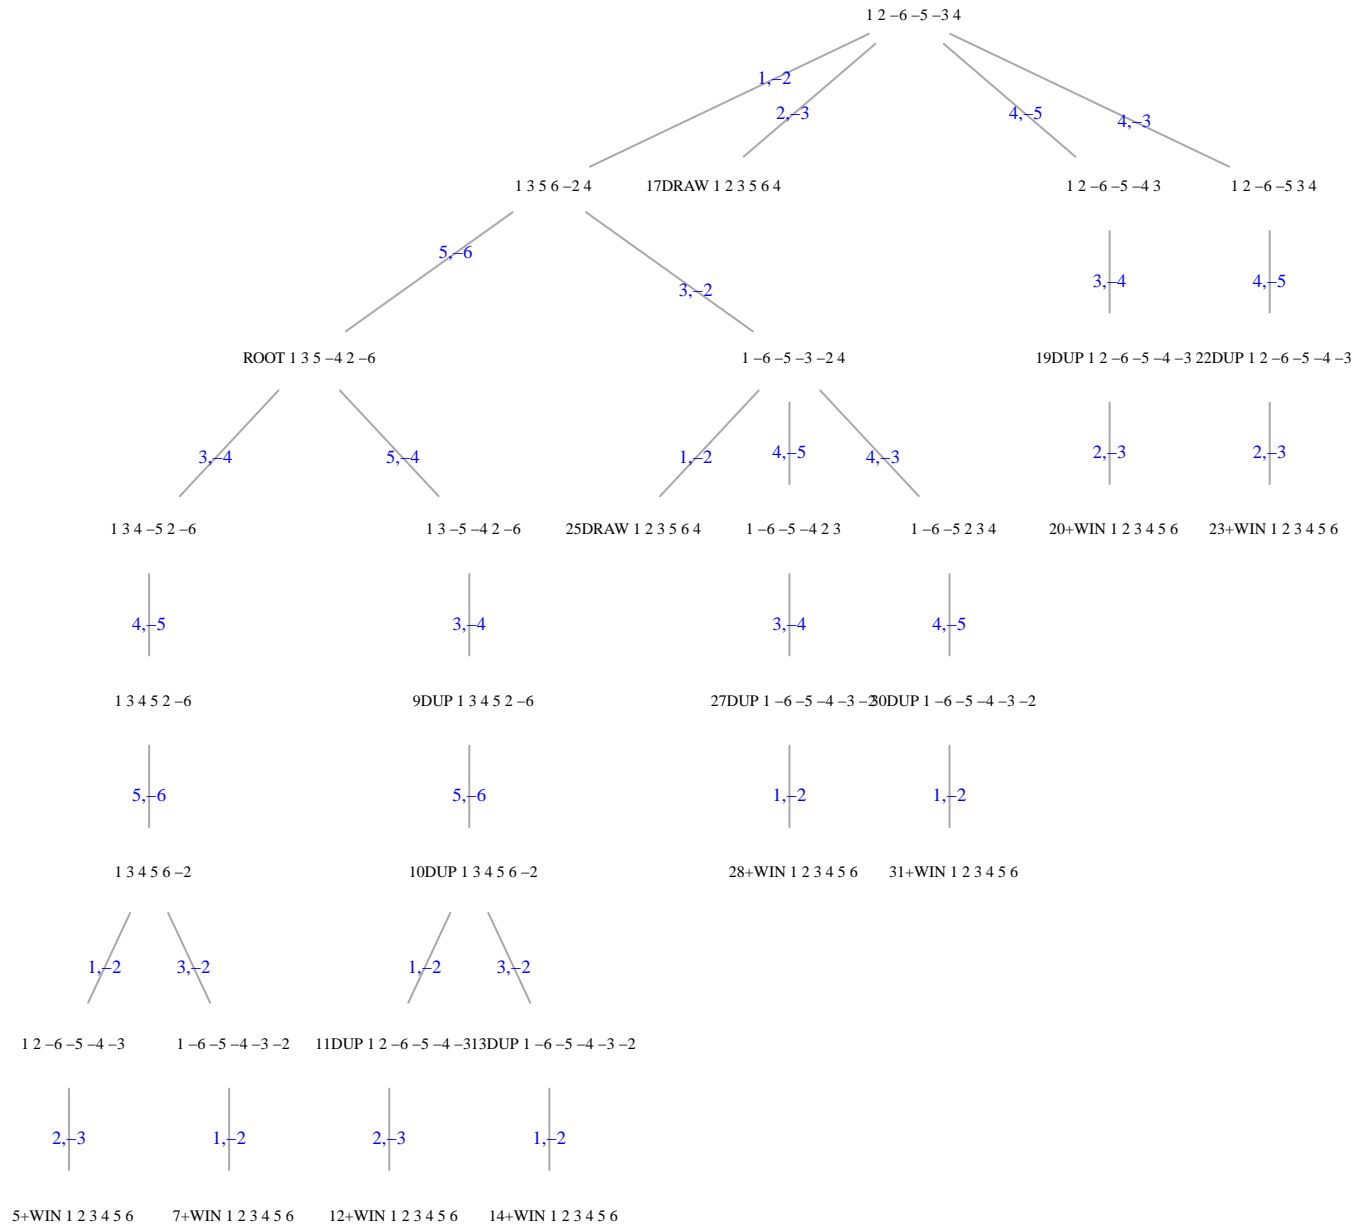 1 2 −6 −5 −3 4
1,−2
2,−3
4,−5
4,−3
1 3 5 6 −2 4
17DRAW 1 2 3 5 6 4
1 2 −6 −5 −4 3
1 2 −6 −5 3 4
5,−6
3,−2
3,−4
4,−5
ROOT 1 3 5 −4 2 −6
1 −6 −5 −3 −2 4
19DUP 1 2 −6 −5 −4 −3
22DUP 1 2 −6 −5 −4 −3
3,−4
5,−4
1,−2
4,−5
4,−3
2,−3
2,−3
1 3 4 −5 2 −6
1 3 −5 −4 2 −6
25DRAW 1 2 3 5 6 4
1 −6 −5 −4 2 3
1 −6 −5 2 3 4
20+WIN 1 2 3 4 5 6
23+WIN 1 2 3 4 5 6
4,−5
3,−4
3,−4
4,−5
1 3 4 5 2 −6
9DUP 1 3 4 5 2 −6
27DUP 1 −6 −5 −4 −3 −2
30DUP 1 −6 −5 −4 −3 −2
5,−6
5,−6
1,−2
1,−2
1 3 4 5 6 −2
10DUP 1 3 4 5 6 −2
28+WIN 1 2 3 4 5 6
31+WIN 1 2 3 4 5 6
1,−2
3,−2
1,−2
3,−2
1 2 −6 −5 −4 −3
1 −6 −5 −4 −3 −2
11DUP 1 2 −6 −5 −4 −3
13DUP 1 −6 −5 −4 −3 −2
2,−3
1,−2
2,−3
1,−2
5+WIN 1 2 3 4 5 6
7+WIN 1 2 3 4 5 6
12+WIN 1 2 3 4 5 6
14+WIN 1 2 3 4 5 6